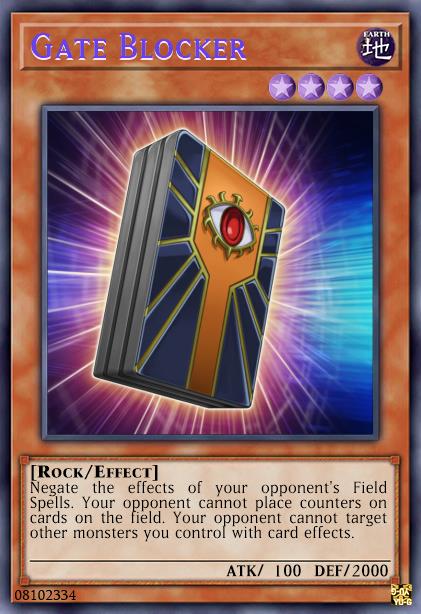 GATE BLOCKER
EARTH
地
[ROCK/EFFECT]
Negate the effects of your opponent's Field
Spells. Your opponent cannot place counters on
cards on the field. Your opponent cannot target
other monsters you control with card effects.
ATK/ 100 DEF/2000
08102334